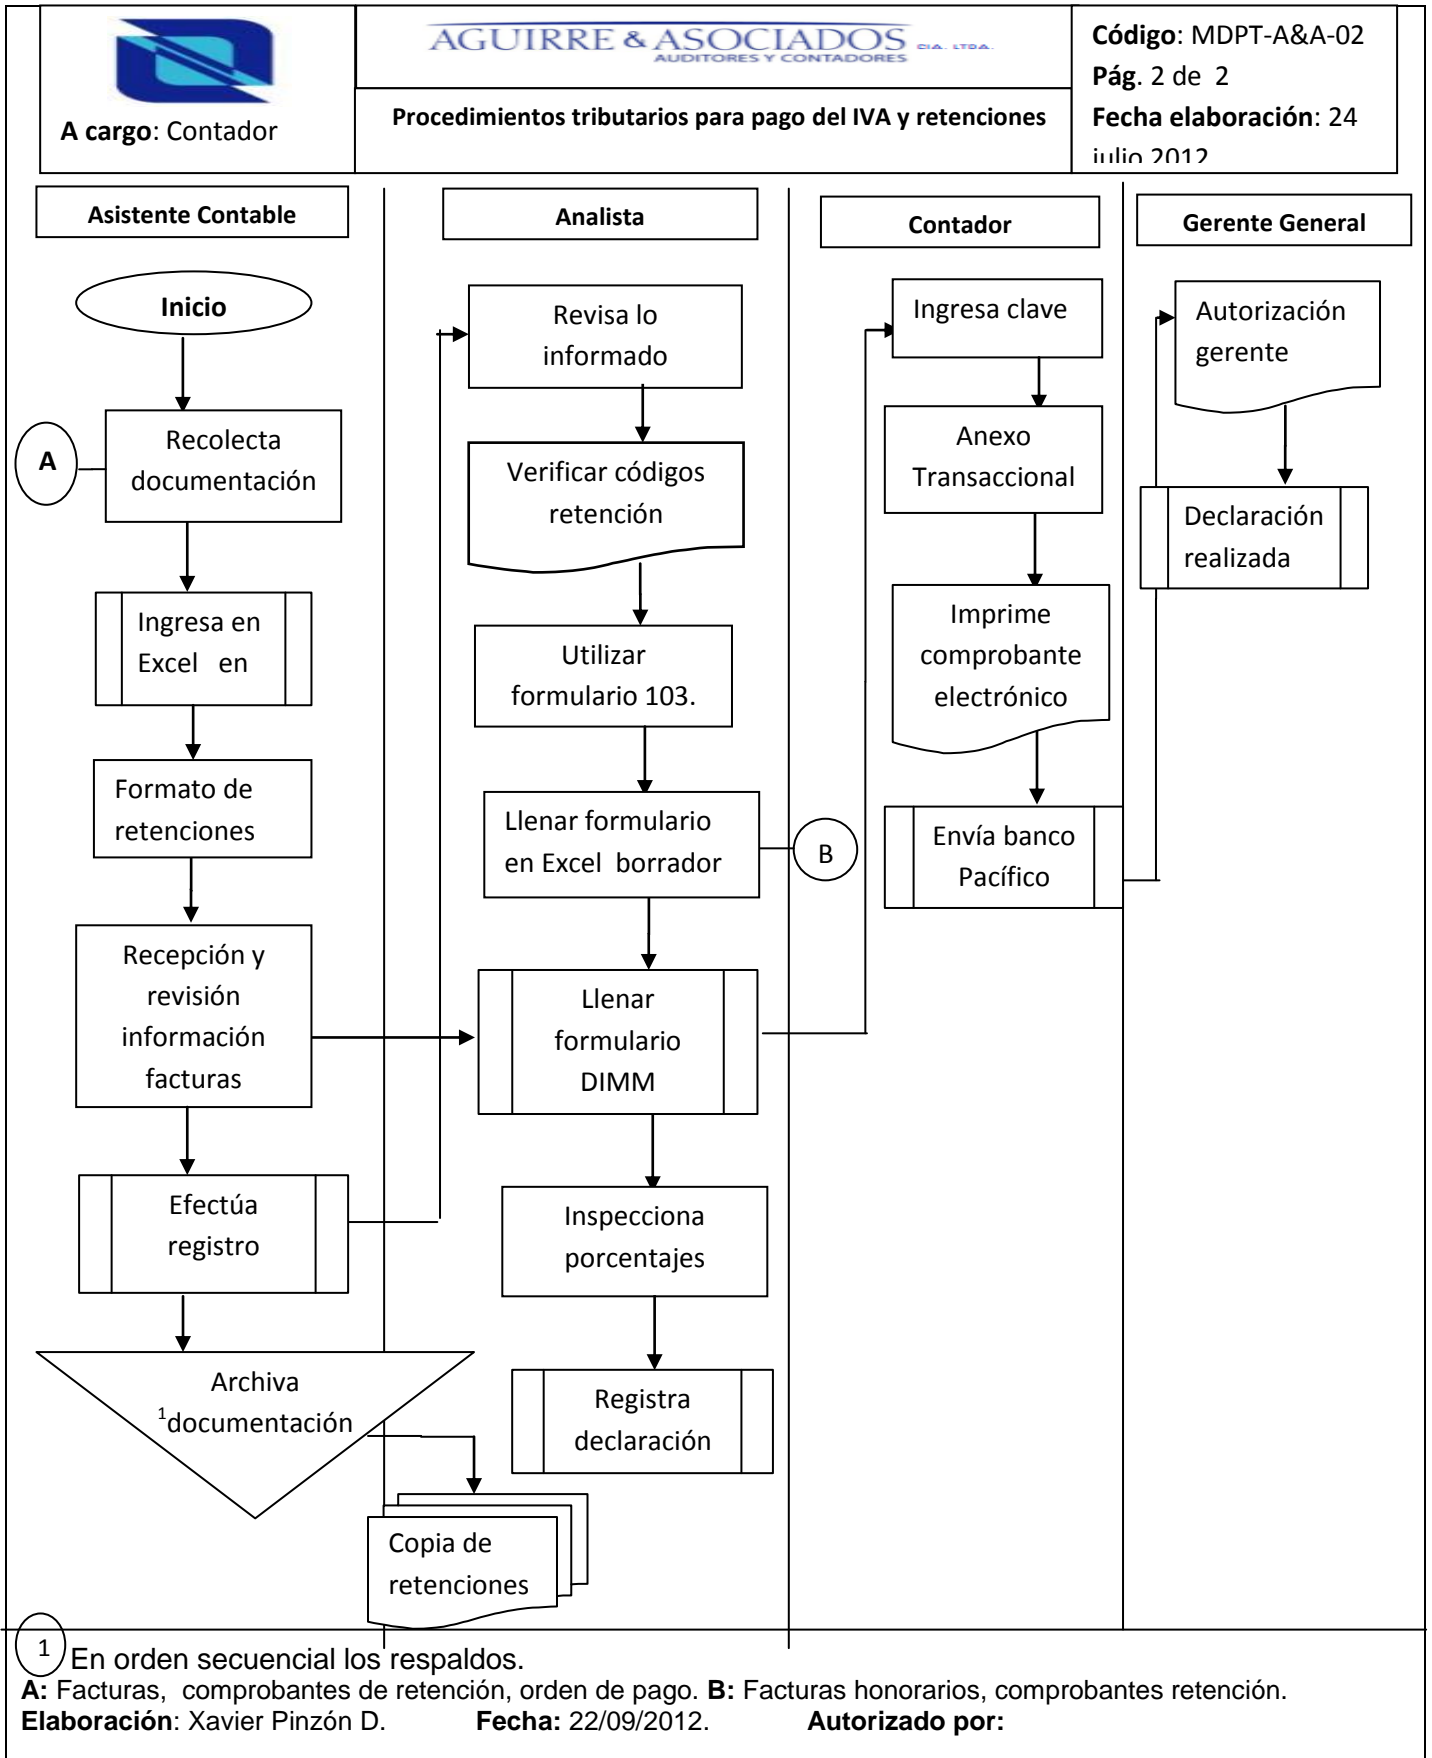 AGUIRRE & ASOCIADOS CIA. LTDA.
AUDITORES Y CONTADORES
A cargo: Contador
Procedimientos tributarios para pago del IVA y retenciones
Código: MDPT-A&A-02
Pág. 2 de 2
Fecha elaboración: 24
julio 2012
Asistente Contable
Inicio
A
Recolecta
documentación
Ingresa en
Excel en
Formato de
retenciones
Recepción y
revisión
información
facturas
Efectúa
registro
Archiva
1documentación
Copia de
retenciones
Analista
Revisa lo
informado
Verificar códigos
retención
Utilizar
formulario 103.
Llenar formulario
en Excel borrador
B
Llenar
formulario
DIMM
Inspecciona
porcentajes
Registra
declaración
Contador
Ingresa clave
Anexo
Transaccional
Imprime
comprobante
electrónico
Envía banco
Pacífico
Gerente General
Autorización
gerente
Declaración
realizada
1 En orden secuencial los respaldos.
A: Facturas, comprobantes de retención, orden de pago. B: Facturas honorarios, comprobantes retención.
Elaboración: Xavier Pinzón D. Fecha: 22/09/2012. Autorizado por: